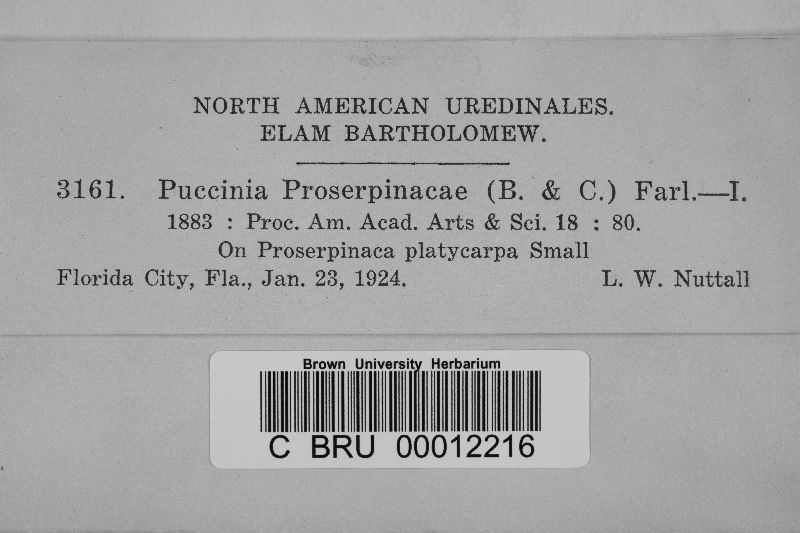 NORTH AMERICAN UREDINALES.
ELAM BARTHOLOMEW.
3161. Puccinia Proserpinacae (B. & C.) Farl.—I.
1883 : Proc. Am. Acad. Arts & Sci. 18 : 80.
On Proserpinaca platycarpa Small
Florida City, Fla., Jan. 23, 1924. L. W. Nuttall
Brown University Herbarium
C BRU 00012216